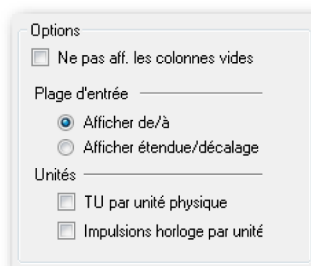 Options
Ne pas aff. les colonnes vides
Plage d'entrée
Afficher de/à
Afficher étendue/décalage
Unités
TU par unité physique
Impulsions horloge par unité